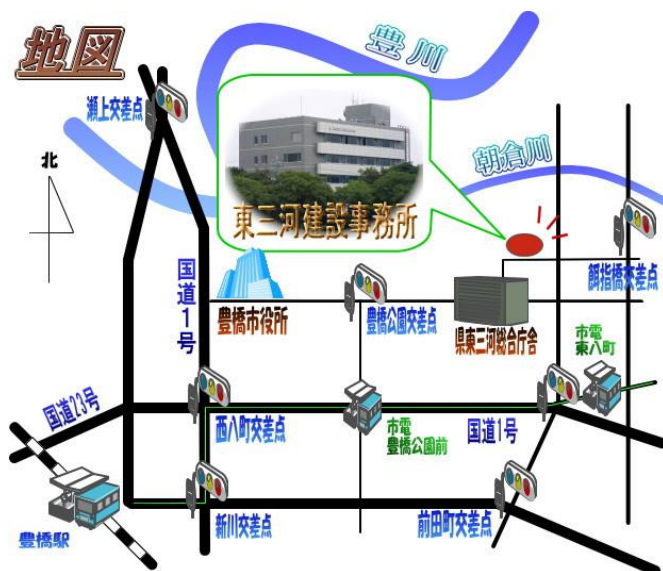 地図
豊川
瀬上交差点
朝倉川
北
東三河建設事務所
国道1号
餌指橋交差点
豊橋市役所
豊橋公園交差点
県東三河総合庁舎
市電
東八町
国道23号
西八町交差点
市電
豊橋公園前
国道1号
豊橋駅
新川交差点
前田町交差点